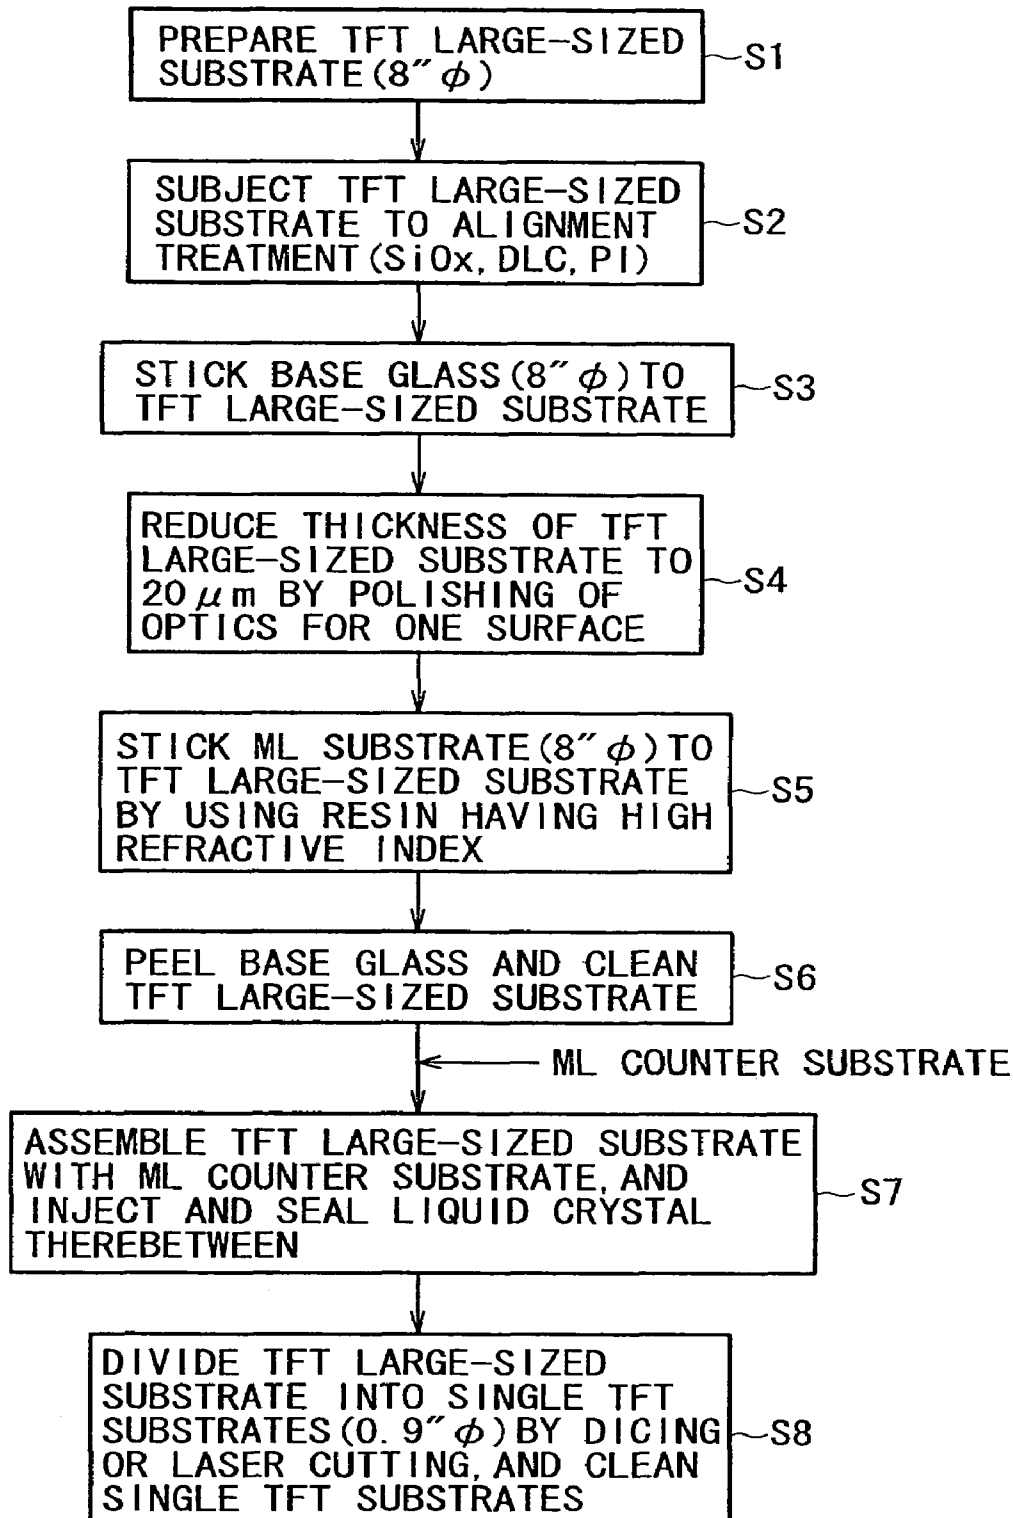 PREPARE TFT LARGE-SIZED
SUBSTRATE(8″φ)
S1
SUBJECT TFT LARGE-SIZED
SUBSTRATE TO ALIGNMENT
TREATMENT(SiOx, DLC, PI)
S2
STICK BASE GLASS(8″φ)TO
TFT LARGE-SIZED SUBSTRATE
S3
REDUCE THICKNESS OF TFT
LARGE-SIZED SUBSTRATE TO
20μm BY POLISHING OF
OPTICS FOR ONE SURFACE
S4
STICK ML SUBSTRATE(8″φ)TO
TFT LARGE-SIZED SUBSTRATE
BY USING RESIN HAVING HIGH
REFRACTIVE INDEX
S5
PEEL BASE GLASS AND CLEAN
TFT LARGE-SIZED SUBSTRATE
S6
ML COUNTER SUBSTRATE
ASSEMBLE TFT LARGE-SIZED SUBSTRATE
WITH ML COUNTER SUBSTRATE, AND
INJECT AND SEAL LIQUID CRYSTAL
THEREBETWEEN
S7
DIVIDE TFT LARGE-SIZED
SUBSTRATE INTO SINGLE TFT
SUBSTRATES(0.9″φ)BY DICING
OR LASER CUTTING, AND CLEAN
SINGLE TFT SUBSTRATES
S8